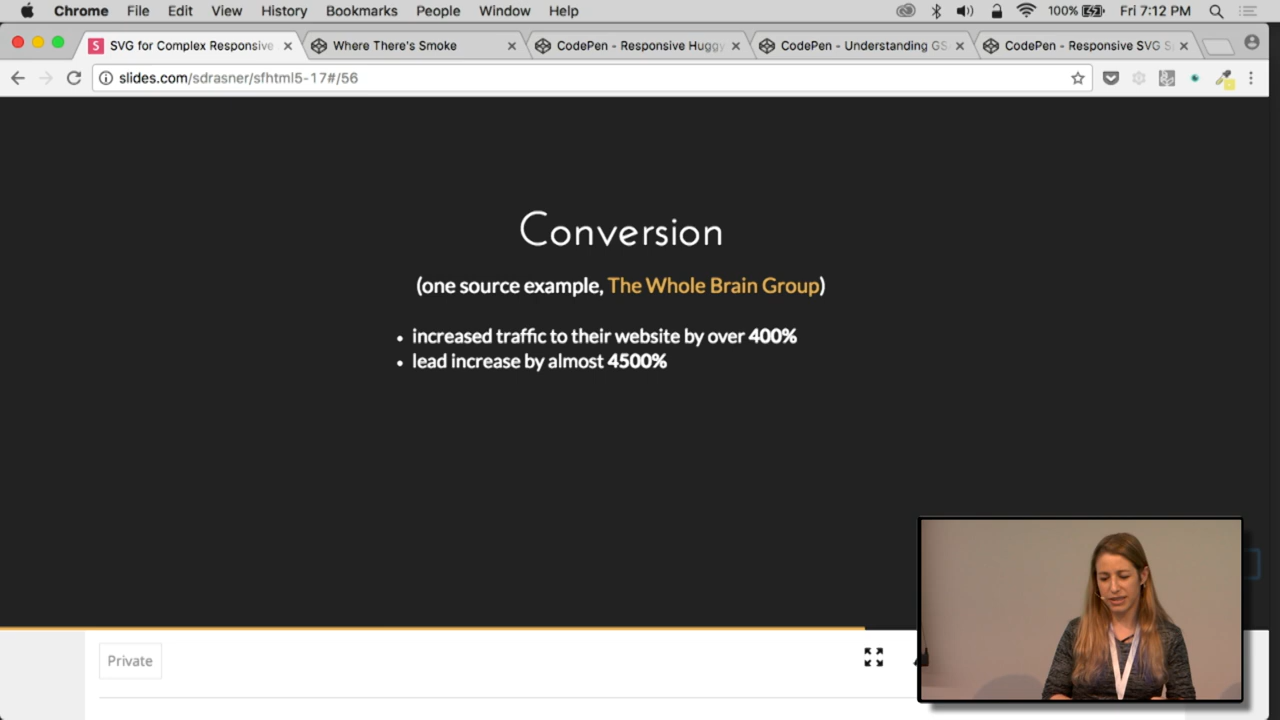 Chrome File Edit View History Bookmarks People Window Help 100% Fri 7:12 PM
S SVG for Complex Responsive Where There's Smoke CodePen - Responsive Huggy CodePen - Understanding GS CodePen - Responsive SVG S
slides.com/sdrasner/sfhtml5-17#/56
Conversion
(one source example, The Whole Brain Group)
• increased traffic to their website by over 400%
• lead increase by almost 4500%
Private